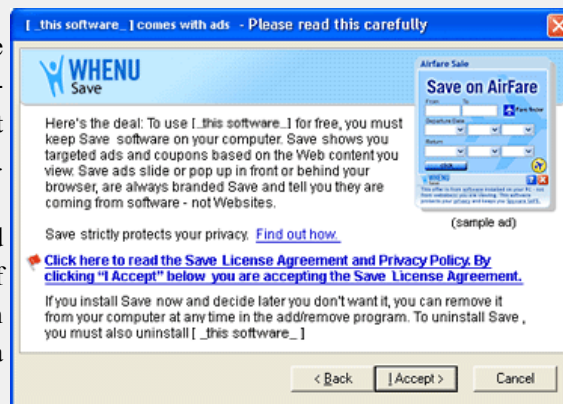 [ _this software_ ] comes with ads - Please read this carefully
WHENU
Save
Airfare Sale
Save on AirFare
From
To
Fare finder
Departure Date
Return
click
WHENU
(sample ad)
Here's the deal: To use [_this software_] for free, you must
keep Save software on your computer. Save shows you
targeted ads and coupons based on the Web content you
view. Save ads slide or pop up in front or behind your
browser, are always branded Save and tell you they are
coming from software - not Websites.
Save strictly protects your privacy. Find out how.
Click here to read the Save License Agreement and Privacy Policy. By
clicking “I Accept” below you are accepting the Save License Agreement.
If you install Save now and decide later you don't want it, you can remove it
from your computer at any time in the add/remove program. To uninstall Save ,
you must also uninstall [ _this software_ ]
< Back
I Accept >
Cancel